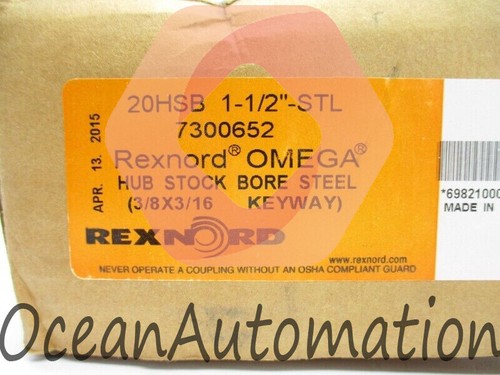 20HSB 1-1/2"-STL
7300652
Rexnord® OMEGA®
HUB STOCK BORE STEEL
(3/8X3/16 KEYWAY)
APR. 13. 2015
REXNORD
www.rexnord.com
NEVER OPERATE A COUPLING WITHOUT AN OSHA COMPLIANT GUARD
*6982100
MADE IN
OceanAutomation